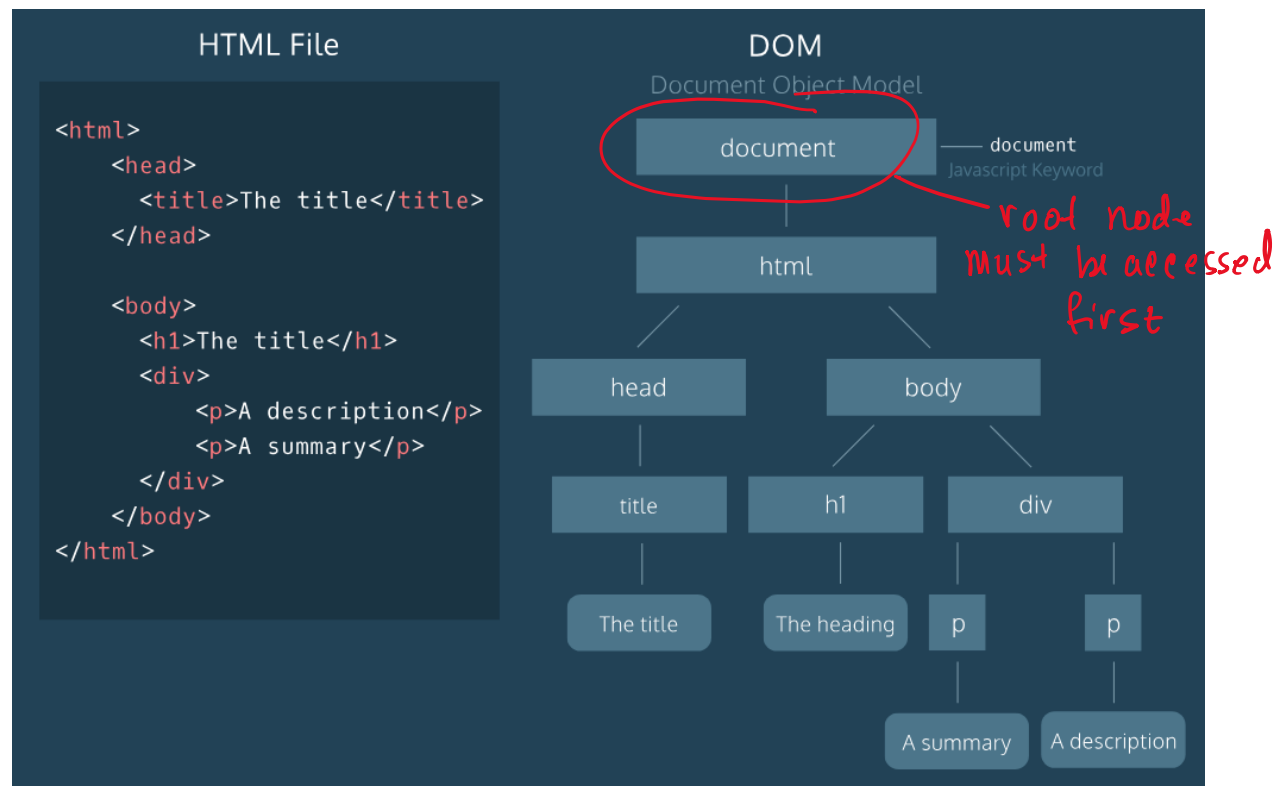 HTML File
<html>
<head>
<title>The title</title>
</head>
<body>
<h1>The title</h1>
<div>
<p>A description</p>
<p>A summary</p>
</div>
</body>
</html>
DOM
Document Object Model
document
document
Javascript Keyword
root node
must be accessed
first
html
head
body
title
h1
div
The title
The heading
p
p
A summary
A description